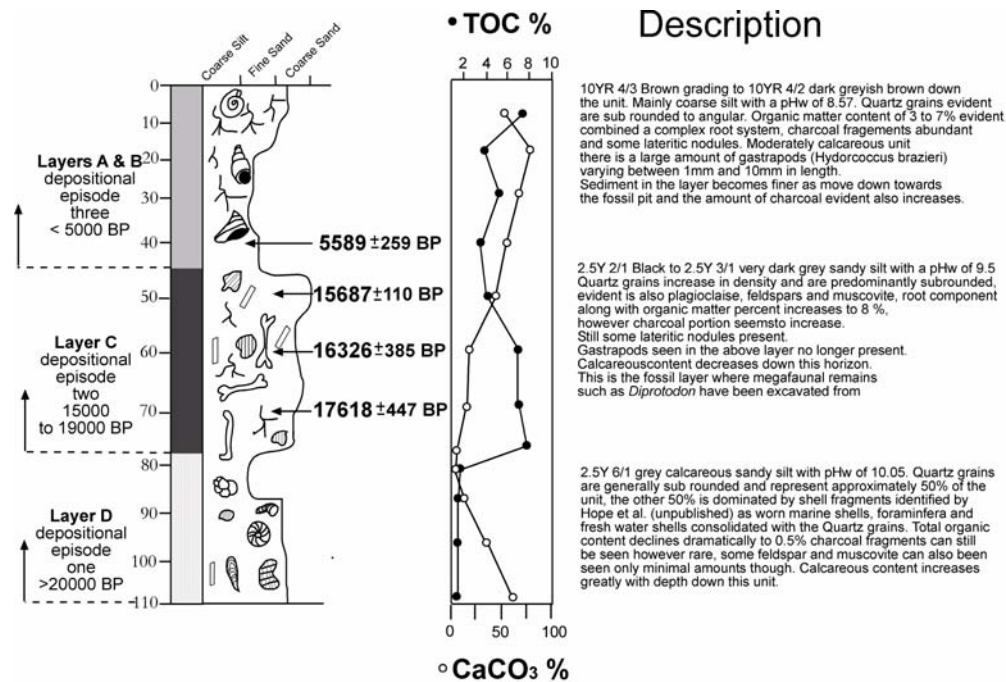 • TOC %
Description
Coarse Silt
Fine Sand
Coarse Sand
2 4 6 8 10
0
10
20
30
40
50
60
70
80
90
100
110
Layers A & B
depositional
episode
three
< 5000 BP
Layer C
depositional
episode
two
15000
to 19000 BP
Layer D
depositional
episode
one
>20000 BP
5589 ±259 BP
15687±110 BP
16326±385 BP
17618±447 BP
0 50 100
○ CaCO₃ %
10YR 4/3 Brown grading to 10YR 4/2 dark greyish brown down
the unit. Mainly coarse silt with a pHw of 8.57. Quartz grains evident
are sub rounded to angular. Organic matter content of 3 to 7% evident
combined a complex root system, charcoal fragements abundant
and some lateritic nodules. Moderately calcareous unit
there is a large amount of gastrapods (Hydorcoccus brazieri)
varying between 1mm and 10mm in length.
Sediment in the layer becomes finer as move down towards
the fossil pit and the amount of charcoal evident also increases.
2.5Y 2/1 Black to 2.5Y 3/1 very dark grey sandy silt with a pHw of 9.5
Quartz grains increase in density and are predominantly subrounded,
evident is also plagioclaise, feldspars and muscovite, root component
along with organic matter percent increases to 8 %,
however charcoal portion seemsto increase.
Still some lateritic nodules present.
Gastrapods seen in the above layer no longer present.
Calcareouscontent decreases down this horizon.
This is the fossil layer where megafaunal remains
such as Diprotodon have been excavated from
2.5Y 6/1 grey calcareous sandy silt with pHw of 10.05. Quartz grains
are generally sub rounded and represent approximately 50% of the
unit, the other 50% is dominated by shell fragments identified by
Hope et al. (unpublished) as worn marine shells, foraminfera and
fresh water shells consolidated with the Quartz grains. Total organic
content declines dramatically to 0.5% charcoal fragments can still
be seen however rare, some feldspar and muscovite can also been
seen only minimal amounts though. Calcareous content increases
greatly with depth down this unit.